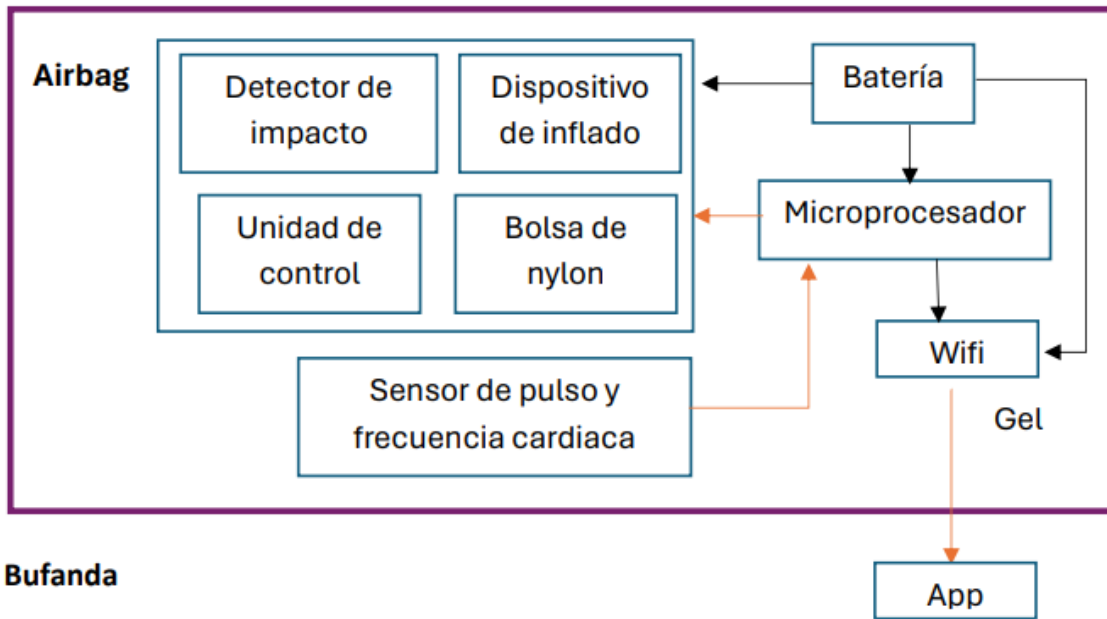 Airbag
Detector de
impacto
Dispositivo
de inflado
Batería
Unidad de
control
Bolsa de
nylon
Microprocesador
Wifi
Sensor de pulso y
frecuencia cardiaca
Gel
Bufanda
App